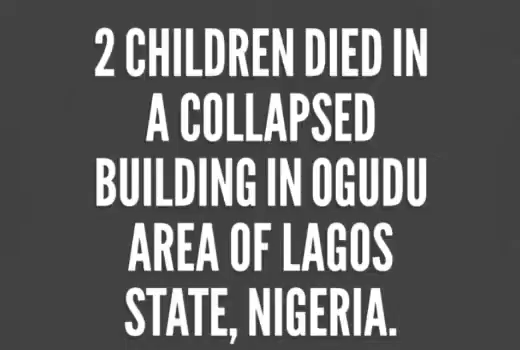 2 CHILDREN DIED IN
A COLLAPSED
BUILDING IN OGUDU
AREA OF LAGOS
STATE, NIGERIA.